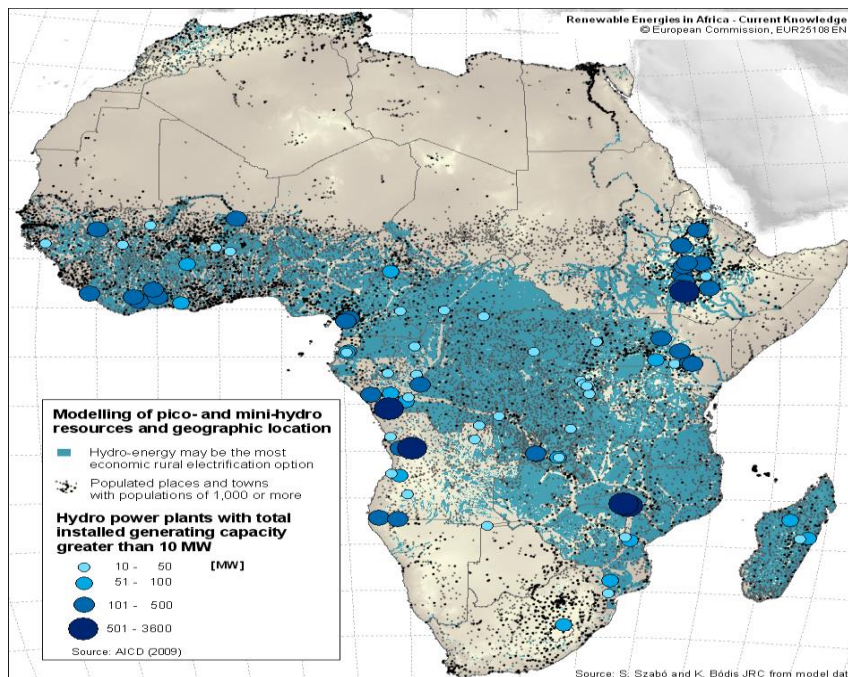 Renewable Energies in Africa - Current Knowledge
© European Commission, EUR25108 EN
Modelling of pico- and mini-hydro
resources and geographic location
Hydro-energy may be the most
economic rural electrification option
Populated places and towns
with populations of 1,000 or more
Hydro power plants with total
installed generating capacity
greater than 10 MW
10 - 50 [MW]
51 - 100
101 - 500
501 - 3600
Source: AICD (2009)
Source: S. Szabó and K. Bódis JRC from model dat